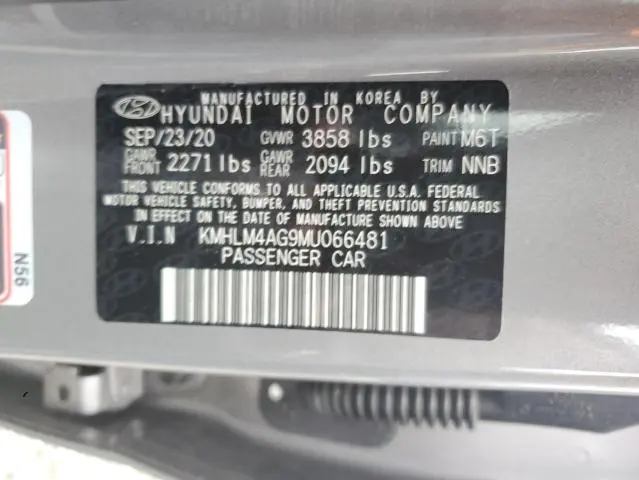 MANUFACTURED IN KOREA BY
HYUNDAI MOTOR COMPANY
SEP/23/20 GVWR 3858 lbs PAINT M6T
GAWR FRONT 2271 lbs GAWR REAR 2094 lbs TRIM NNB
THIS VEHICLE CONFORMS TO ALL APPLICABLE U.S.A. FEDERAL
MOTOR VEHICLE SAFETY, BUMPER, AND THEFT PREVENTION STANDARDS
IN EFFECT ON THE DATE OF MANUFACTURE SHOWN ABOVE.
V.I.N KMHLM4AG9MU066481
PASSENGER CAR
N56